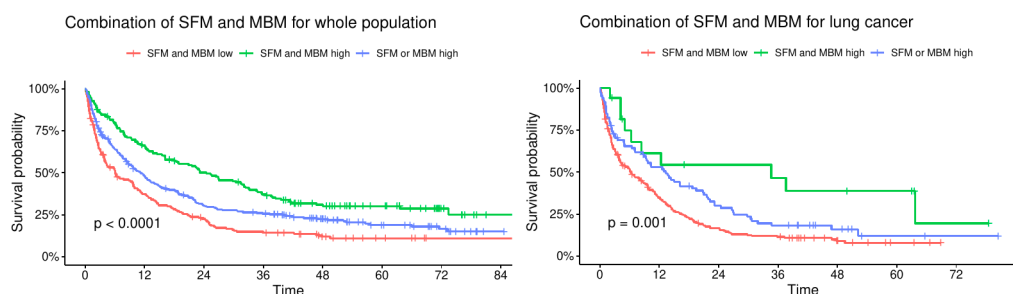 Combination of SFM and MBM for whole population
SFM and MBM low SFM and MBM high SFM or MBM high
Survival probability
100%
75%
50%
25%
0%
p < 0.0001
0 12 24 36 48 60 72 84
Time
Combination of SFM and MBM for lung cancer
SFM and MBM low SFM and MBM high SFM or MBM high
Survival probability
100%
75%
50%
25%
0%
p = 0.001
0 12 24 36 48 60 72
Time